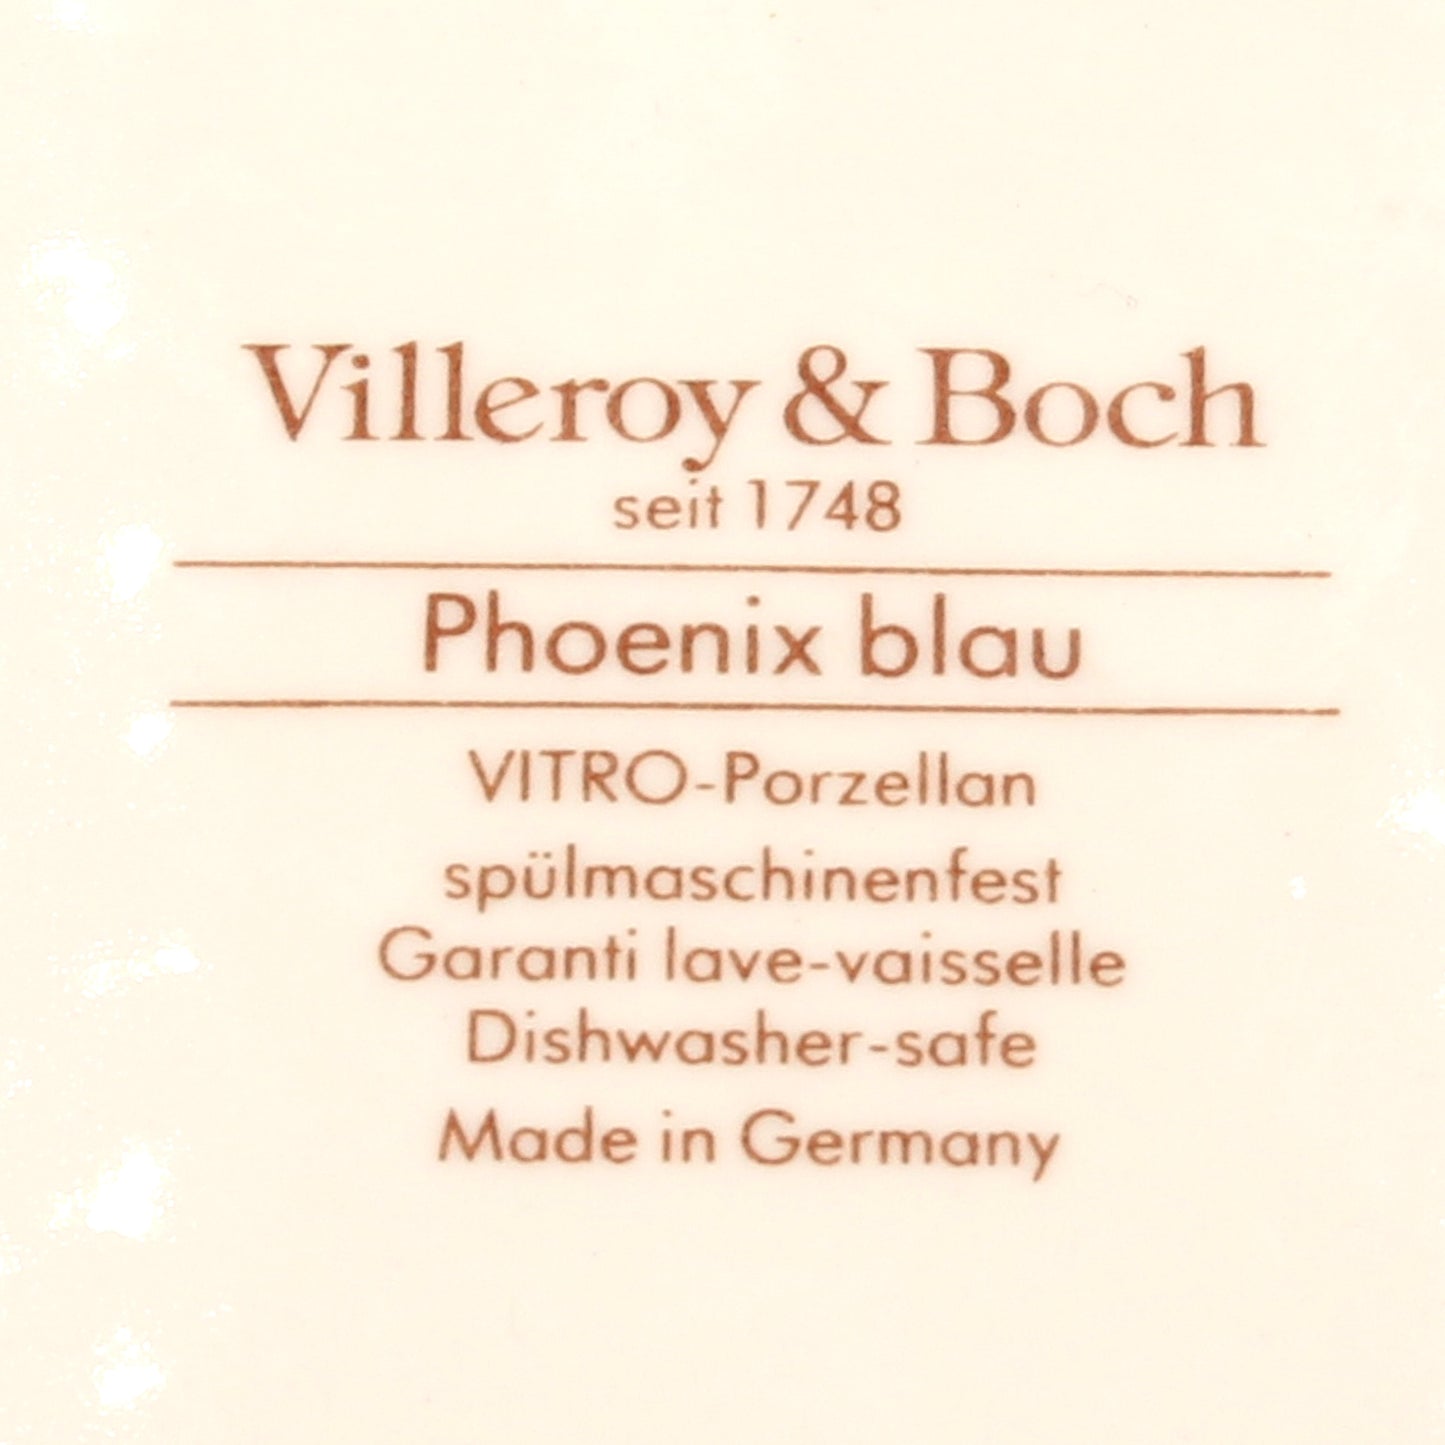 Villeroy & Boch
seit 1748
Phoenix blau
VITRO-Porzellan
spülmaschinenfest
Garanti lave-vaisselle
Dishwasher-safe
Made in Germany